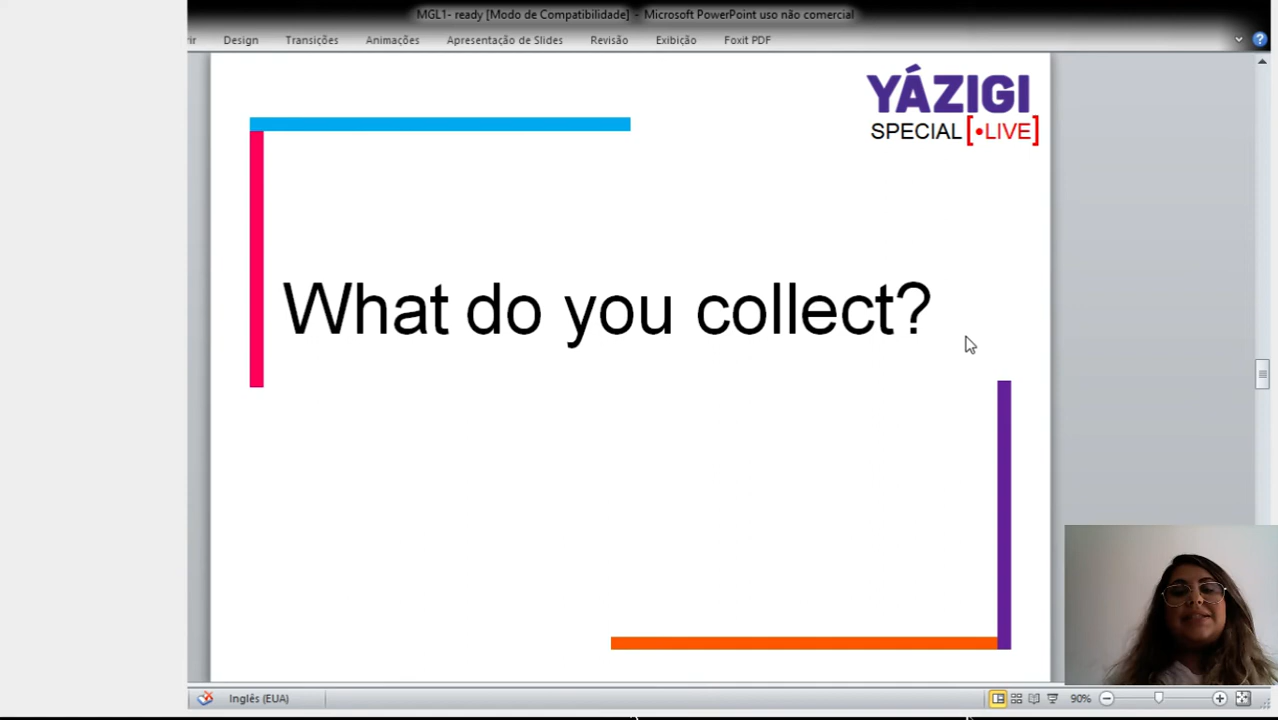 MGL1- ready [Modo de Compatibilidade] - Microsoft PowerPoint uso não comercial
Design Transições Animações Apresentação de Slides Revisão Exibição Foxit PDF
YÁZIGI
SPECIAL [•LIVE]
What do you collect?
Inglês (EUA) 90%